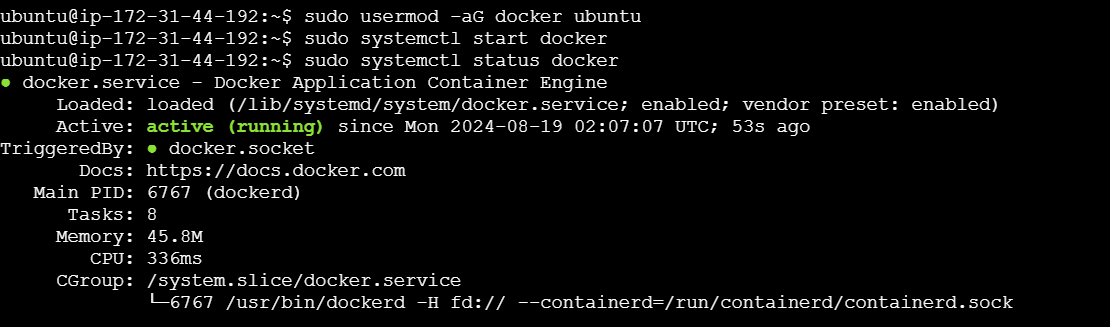 ubuntu@ip-172-31-44-192:~$ sudo usermod -aG docker ubuntu
ubuntu@ip-172-31-44-192:~$ sudo systemctl start docker
ubuntu@ip-172-31-44-192:~$ sudo systemctl status docker
● docker.service - Docker Application Container Engine
     Loaded: loaded (/lib/systemd/system/docker.service; enabled; vendor preset: enabled)
     Active: active (running) since Mon 2024-08-19 02:07:07 UTC; 53s ago
TriggeredBy: ● docker.socket
       Docs: https://docs.docker.com
   Main PID: 6767 (dockerd)
      Tasks: 8
     Memory: 45.8M
        CPU: 336ms
     CGroup: /system.slice/docker.service
             └─6767 /usr/bin/dockerd -H fd:// --containerd=/run/containerd/containerd.sock